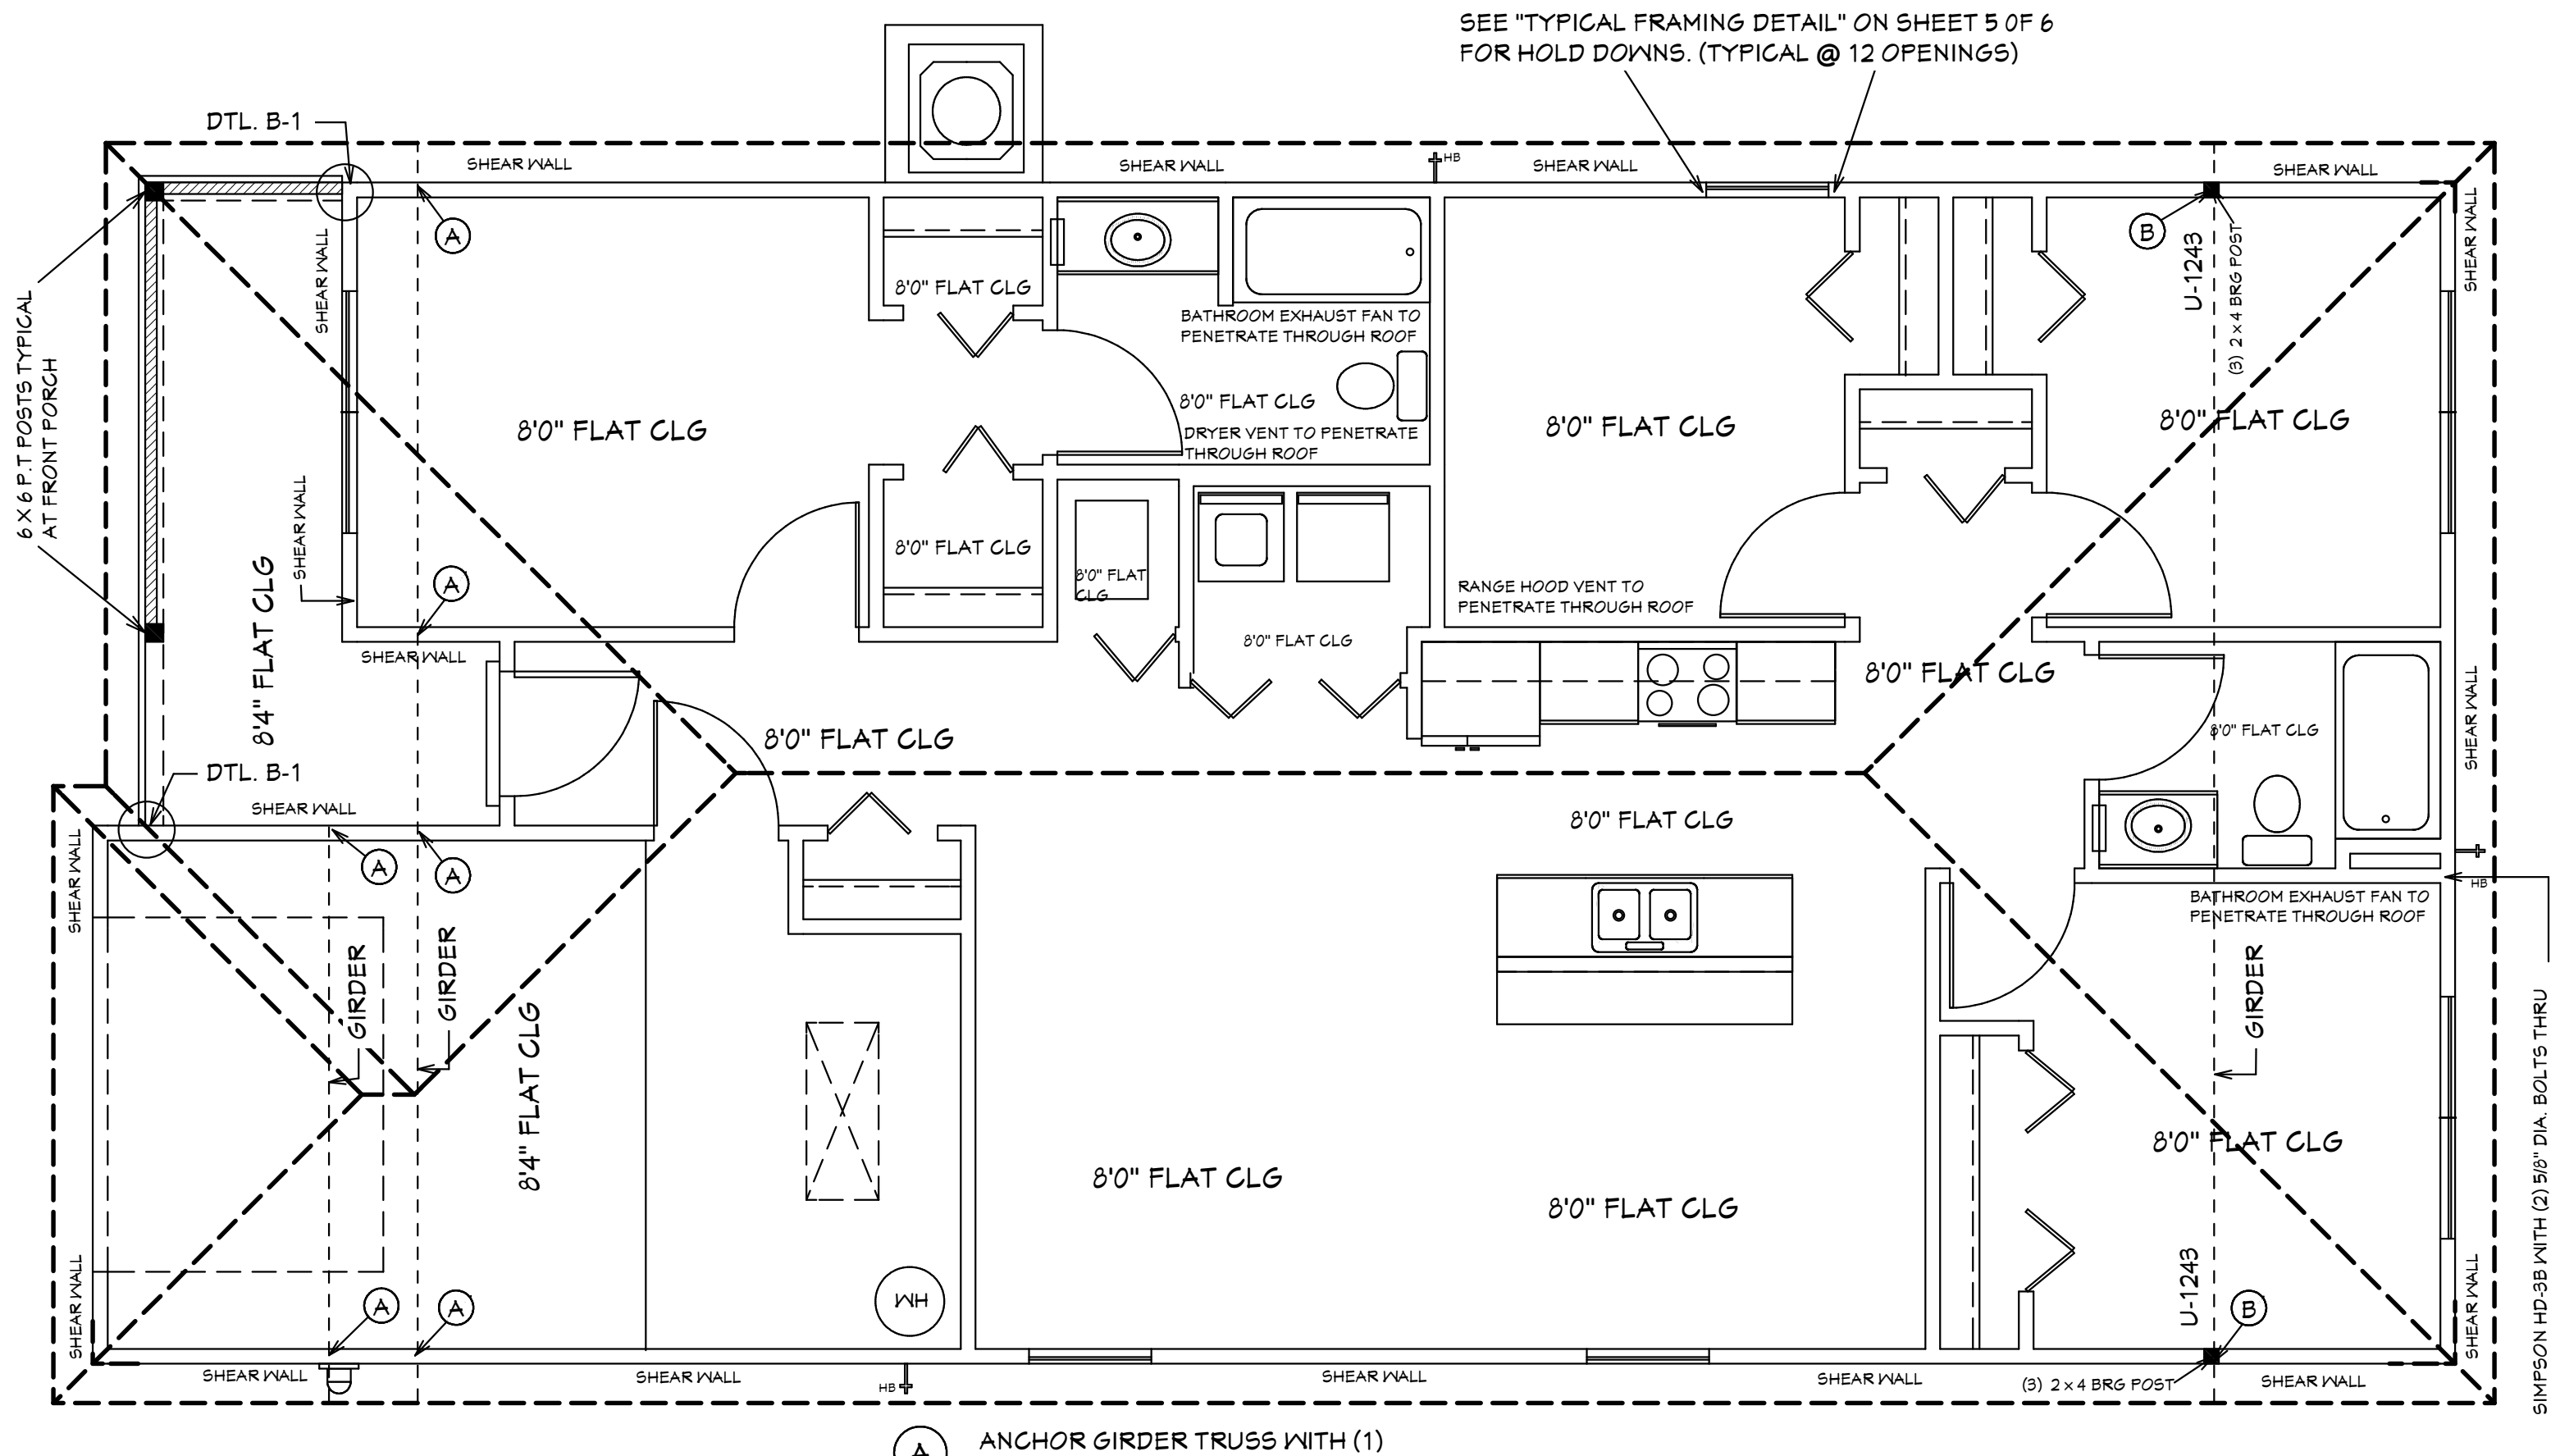 SEE "TYPICAL FRAMING DETAIL" ON SHEET 5 OF 6
FOR HOLD DOWNS. (TYPICAL @ 12 OPENINGS)
DTL. B-1
SHEAR WALL
SHEAR WALL
HB
SHEAR WALL
SHEAR WALL
6 X 6 P.T POSTS TYPICAL
AT FRONT PORCH
SHEAR WALL
A
8'0" FLAT CLG
BATHROOM EXHAUST FAN TO
PENETRATE THROUGH ROOF
B
U-1243
(3) 2 x 4 BRG POST
SHEAR WALL
8'0" FLAT CLG
8'0" FLAT CLG
DRYER VENT TO PENETRATE
THROUGH ROOF
8'0" FLAT CLG
8'0" FLAT CLG
SHEAR WALL
8'4" FLAT CLG
A
8'0" FLAT CLG
8'0" FLAT
CLG
8'0" FLAT CLG
RANGE HOOD VENT TO
PENETRATE THROUGH ROOF
SHEAR WALL
8'0" FLAT CLG
8'0" FLAT CLG
8'0" FLAT CLG
SHEAR WALL
DTL. B-1
SHEAR WALL
8'0" FLAT CLG
SHEAR WALL
A
A
HB
BATHROOM EXHAUST FAN TO
PENETRATE THROUGH ROOF
GIRDER
GIRDER
GIRDER
8'4" FLAT CLG
8'0" FLAT CLG
8'0" FLAT CLG
8'0" FLAT CLG
SIMPSON HD-3B WITH (2) 5/8" DIA. BOLTS THRU
SHEAR WALL
A
A
WH
U-1243
B
SHEAR WALL
SHEAR WALL
SHEAR WALL
HB
SHEAR WALL
SHEAR WALL
(3) 2 x 4 BRG POST
SHEAR WALL
A
ANCHOR GIRDER TRUSS WITH (1)